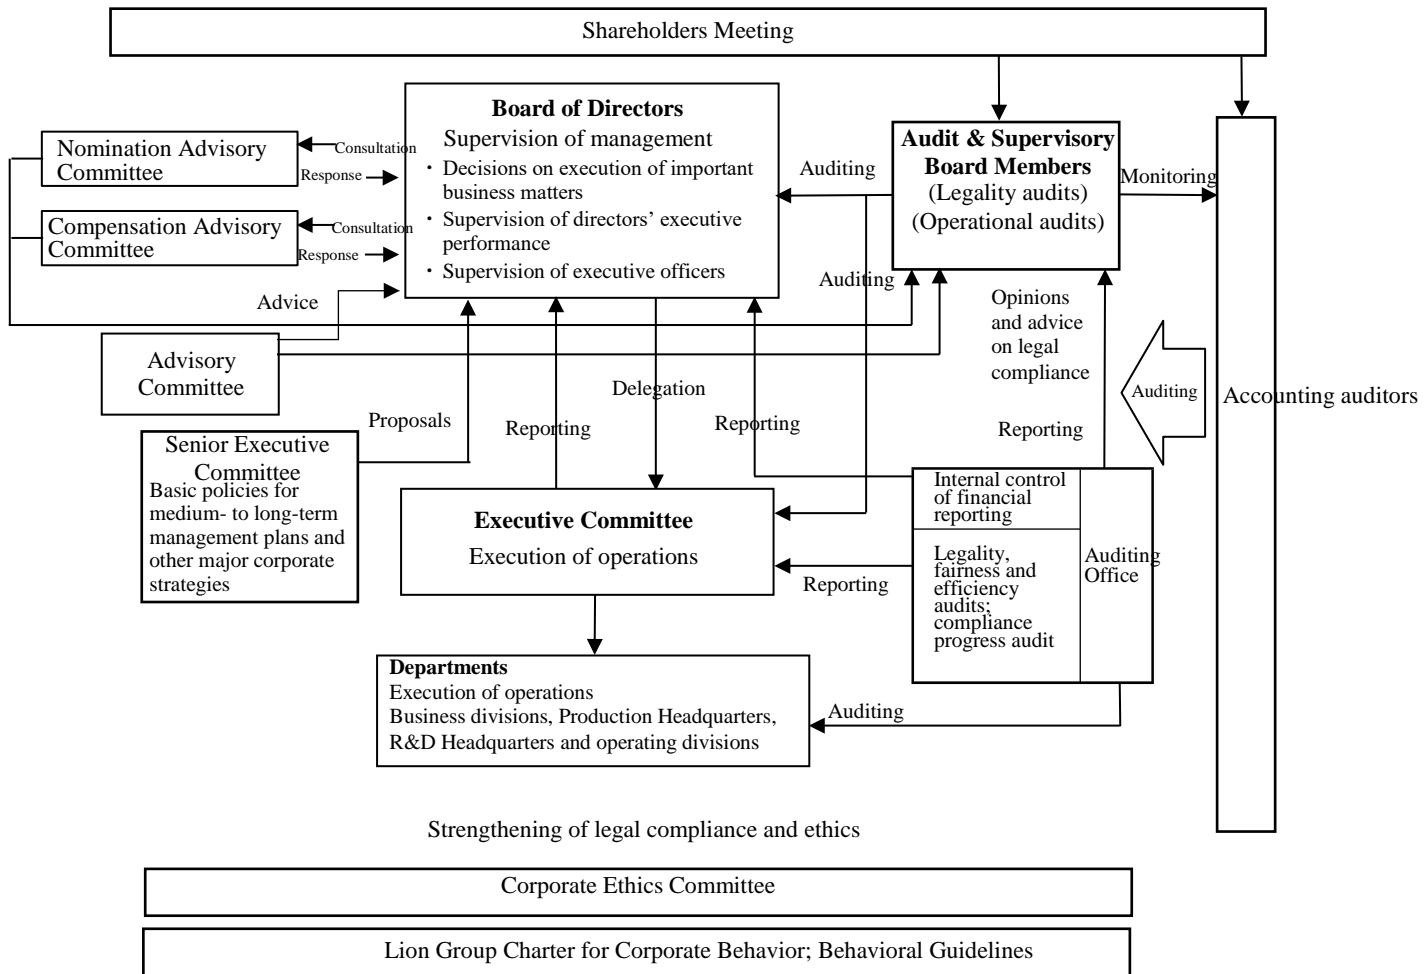 Shareholders Meeting
Board of Directors
Supervision of management
・Decisions on execution of important
business matters
・Supervision of directors’ executive
performance
・Supervision of executive officers
Nomination Advisory
Committee
Consultation
Response
Compensation Advisory
Committee
Consultation
Response
Auditing
Audit & Supervisory
Board Members
(Legality audits)
(Operational audits)
Monitoring
Auditing
Advice
Advisory
Committee
Opinions
and advice
on legal
compliance
Reporting
Auditing
Accounting auditors
Proposals
Reporting
Delegation
Reporting
Senior Executive
Committee
Basic policies for
medium- to long-term
management plans and
other major corporate
strategies
Executive Committee
Execution of operations
Reporting
Internal control
of financial
reporting
Legality,
fairness and
efficiency
audits;
compliance
progress audit
Auditing
Office
Departments
Execution of operations
Business divisions, Production Headquarters,
R&D Headquarters and operating divisions
Auditing
Strengthening of legal compliance and ethics
Corporate Ethics Committee
Lion Group Charter for Corporate Behavior; Behavioral Guidelines